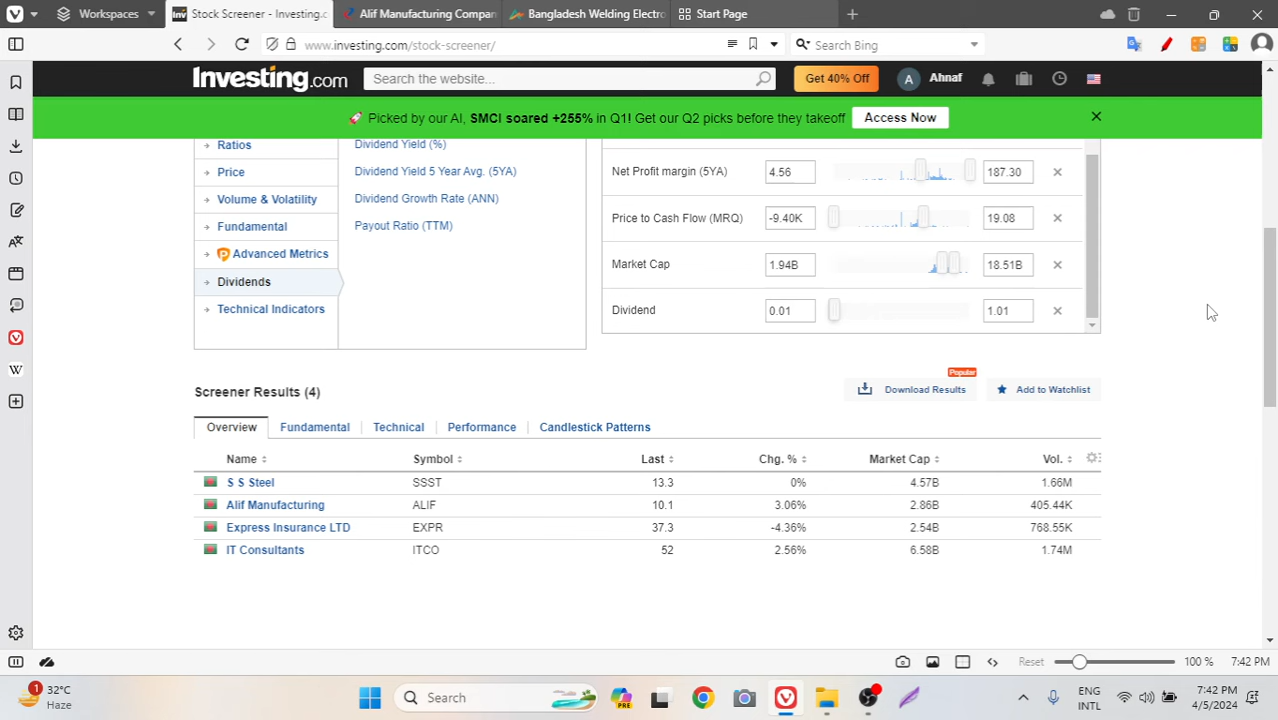 Workspaces
Stock Screener - Investing.c
Alif Manufacturing Compan
Bangladesh Welding Electro
Start Page
www.investing.com/stock-screener/
Search Bing
Investing.com
Search the website...
Get 40% Off
A
Ahnaf
🚀 Picked by our AI, SMCI soared +255% in Q1! Get our Q2 picks before they takeoff
Access Now
Ratios
Price
Volume & Volatility
Fundamental
Advanced Metrics
Dividends
Technical Indicators
Dividend Yield (%)
Dividend Yield 5 Year Avg. (5YA)
Dividend Growth Rate (ANN)
Payout Ratio (TTM)
Net Profit margin (5YA) 4.56 187.30
Price to Cash Flow (MRQ) -9.40K 19.08
Market Cap 1.94B 18.51B
Dividend 0.01 1.01
Screener Results (4)
Popular
Download Results
Add to Watchlist
Overview Fundamental Technical Performance Candlestick Patterns
Name Symbol Last Chg. % Market Cap Vol.
S S Steel SSST 13.3 0% 4.57B 1.66M
Alif Manufacturing ALIF 10.1 3.06% 2.86B 405.44K
Express Insurance LTD EXPR 37.3 -4.36% 2.54B 768.55K
IT Consultants ITCO 52 2.56% 6.58B 1.74M
Reset 100 % 7:42 PM
1
32°C
Haze
Search
PRE
ENG
INTL
7:42 PM
4/5/2024